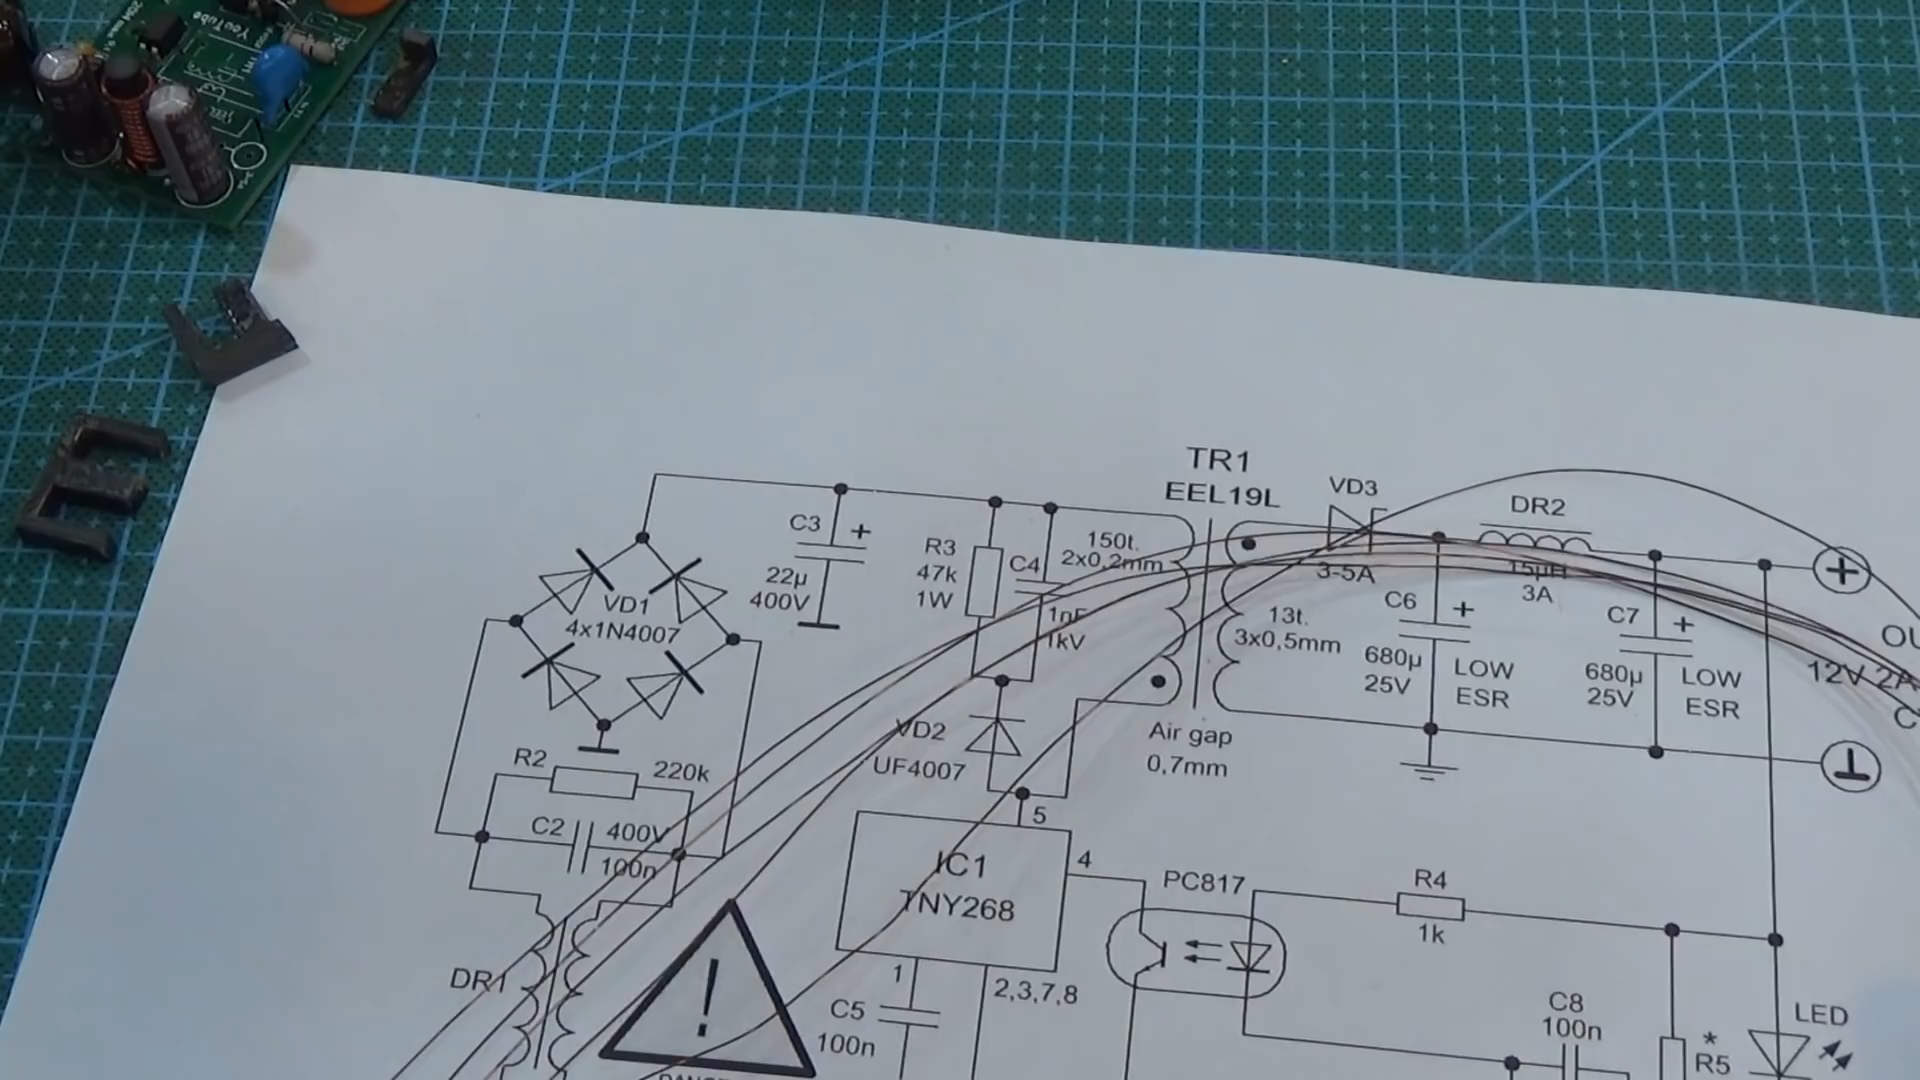 YouTube
TR1
EEL19L
VD3
DR2
C3
+
22µ
400V
R3
47k
1W
C4
1nF
1kV
150t.
2x0,2mm
3-5A
15µH
3A
VD1
4x1N4007
13t.
3x0,5mm
C6
+
680µ
25V
LOW
ESR
C7
+
680µ
25V
LOW
ESR
+
OU
12V 2A
C
VD2
UF4007
Air gap
0,7mm
R2
220k
C2
400V
100n
5
IC1
TNY268
4
PC817
R4
1k
1
2,3,7,8
DR1
!
C5
100n
C8
100n
LED
*
R5